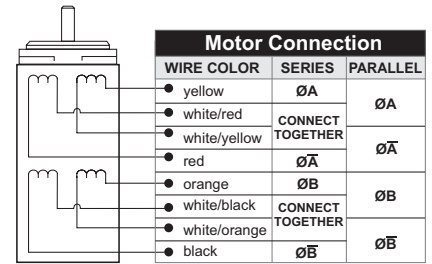 Motor Connection
WIRE COLOR SERIES PARALLEL
yellow ØA ØA
white/red CONNECT TOGETHER
white/yellow ØA̅
red ØA̅
orange ØB ØB
white/black CONNECT TOGETHER
white/orange ØB̅
black ØB̅